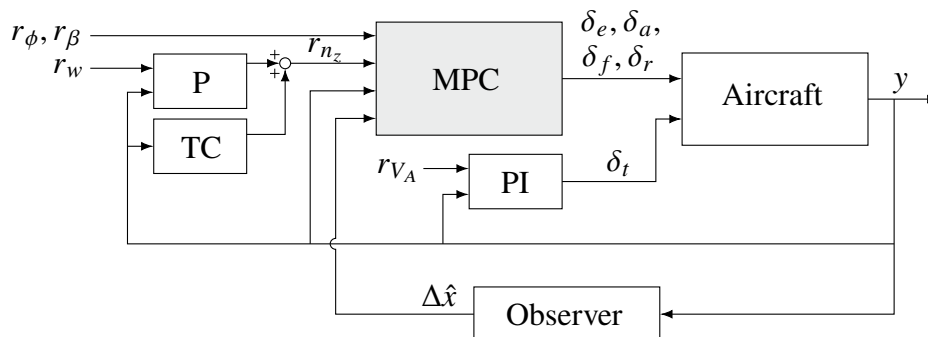 r_ϕ, r_β
r_w
P
+
+
r_{n_z}
TC
MPC
δ_e, δ_a,
δ_f, δ_r
Aircraft
y
r_{V_A}
PI
δ_t
Δx̂
Observer